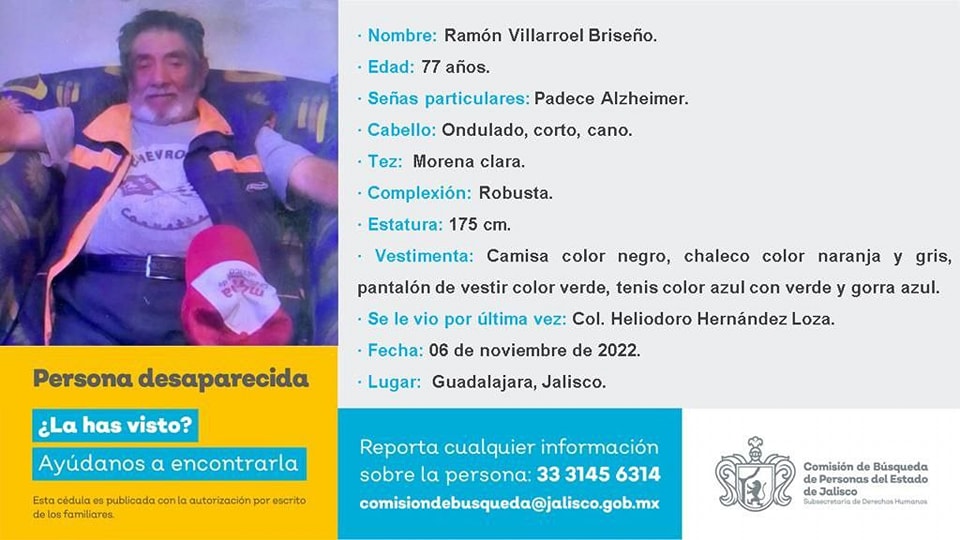 CHEVRO
· Nombre: Ramón Villarroel Briseño.
· Edad: 77 años.
· Señas particulares: Padece Alzheimer.
· Cabello: Ondulado, corto, cano.
· Tez: Morena clara.
· Complexión: Robusta.
· Estatura: 175 cm.
· Vestimenta: Camisa color negro, chaleco color naranja y gris,
pantalón de vestir color verde, tenis color azul con verde y gorra azul.
· Se le vio por última vez: Col. Heliodoro Hernández Loza.
· Fecha: 06 de noviembre de 2022.
· Lugar: Guadalajara, Jalisco.
Persona desaparecida
¿La has visto?
Ayúdanos a encontrarla
Esta cédula es publicada con la autorización por escrito
de los familiares.
Reporta cualquier información
sobre la persona: 33 3145 6314
comisiondebusqueda@jalisco.gob.mx
Comisión de Búsqueda
de Personas del Estado
de Jalisco
Subsecretaría de Derechos Humanos